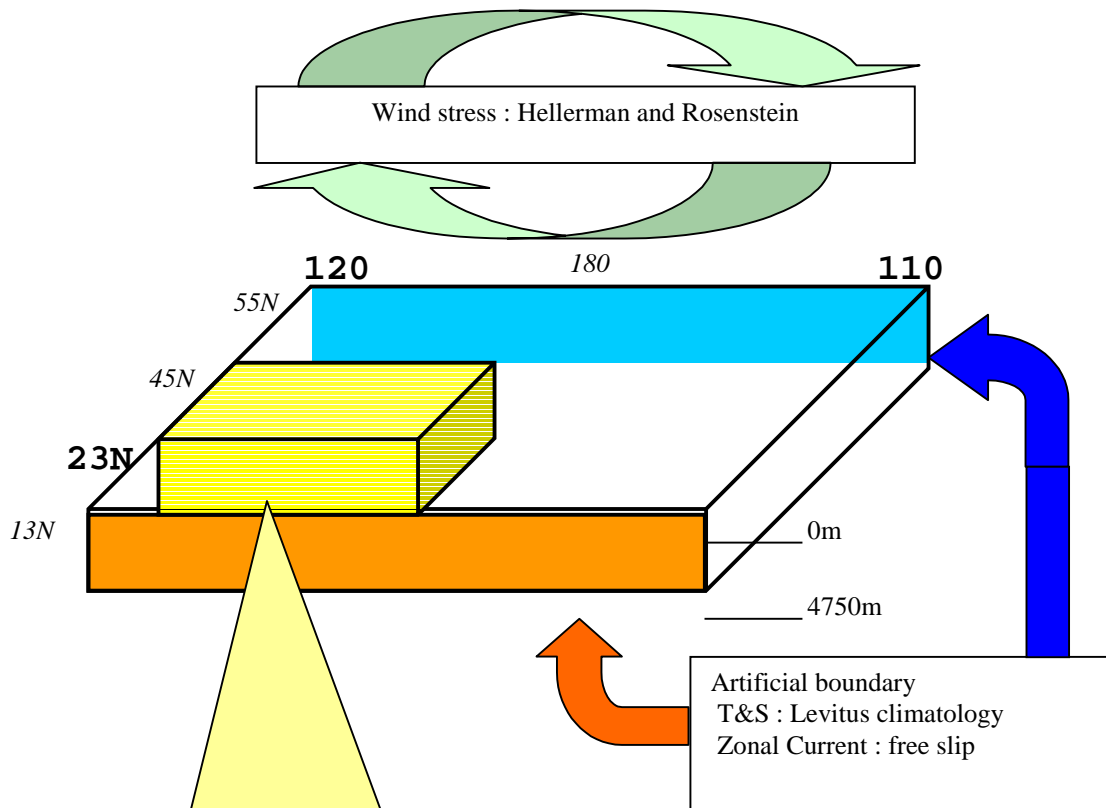 Wind stress : Hellerman and Rosenstein
120
180
110
55N
45N
23N
13N
0m
4750m
Artificial boundary
T&S : Levitus climatology
Zonal Current : free slip